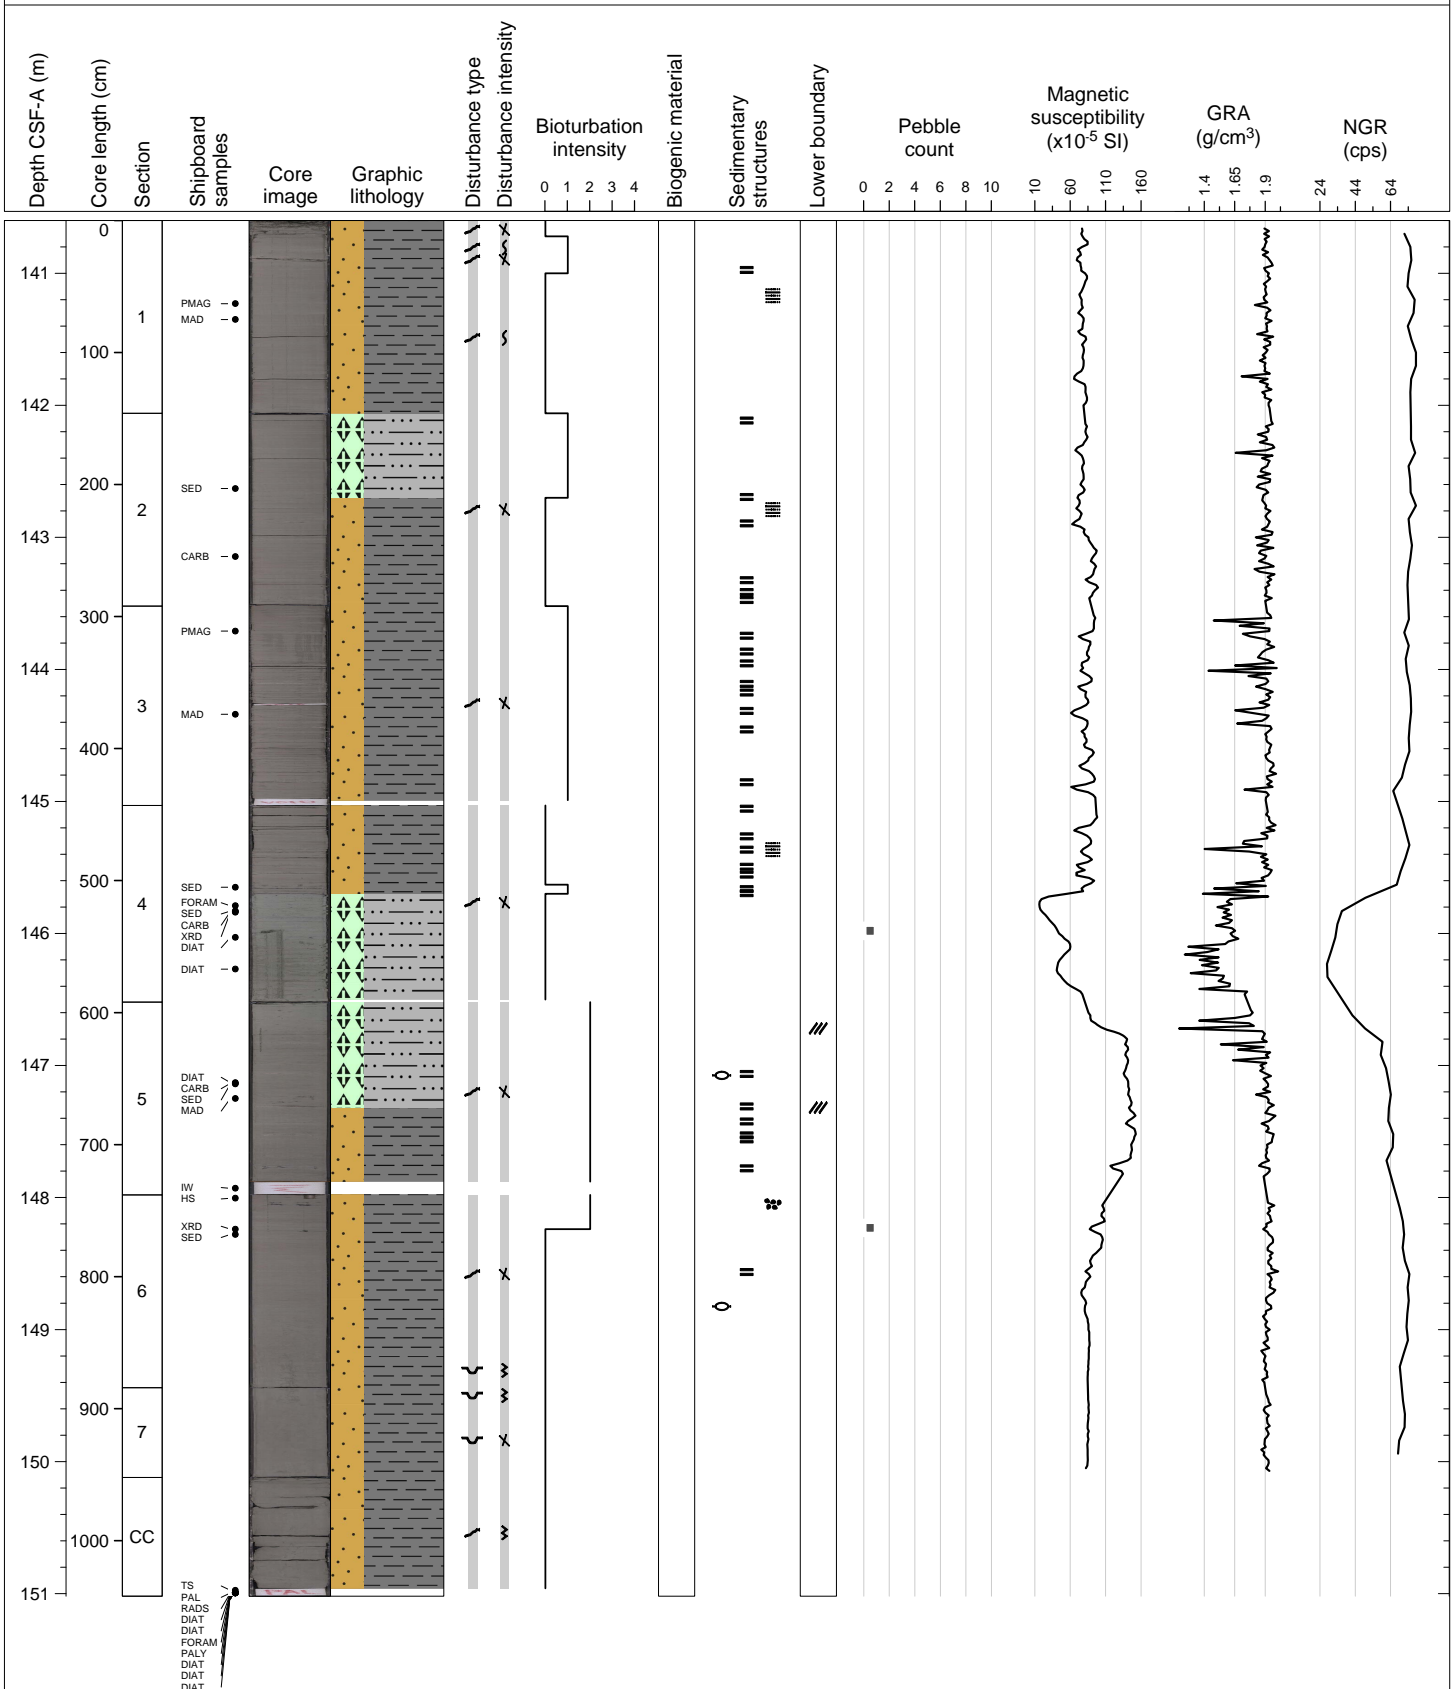 Depth CSF-A (m)
Core length (cm)
Section
Shipboard
samples
Core
image
Graphic
lithology
Disturbance type
Disturbance intensity
Bioturbation
intensity
0 1 2 3 4
Biogenic material
Sedimentary
structures
Lower boundary
Pebble
count
0 2 4 6 8 10
Magnetic
susceptibility
(x10-5 SI)
10 60 110 160
GRA
(g/cm3)
1.4 1.65 1.9
NGR
(cps)
24 44 64
0
141
PMAG
1
MAD
100
142
200
SED
2
143
CARB
300
PMAG
144
3
MAD
400
145
500
SED
4
FORAM
SED
CARB
146
XRD
DIAT
DIAT
600
147
DIAT
CARB
5
SED
MAD
700
IW
148
HS
XRD
SED
800
6
149
900
7
150
CC
1000
151
TS
PAL
RADS
DIAT
DIAT
FORAM
PALY
DIAT
DIAT
DIAT